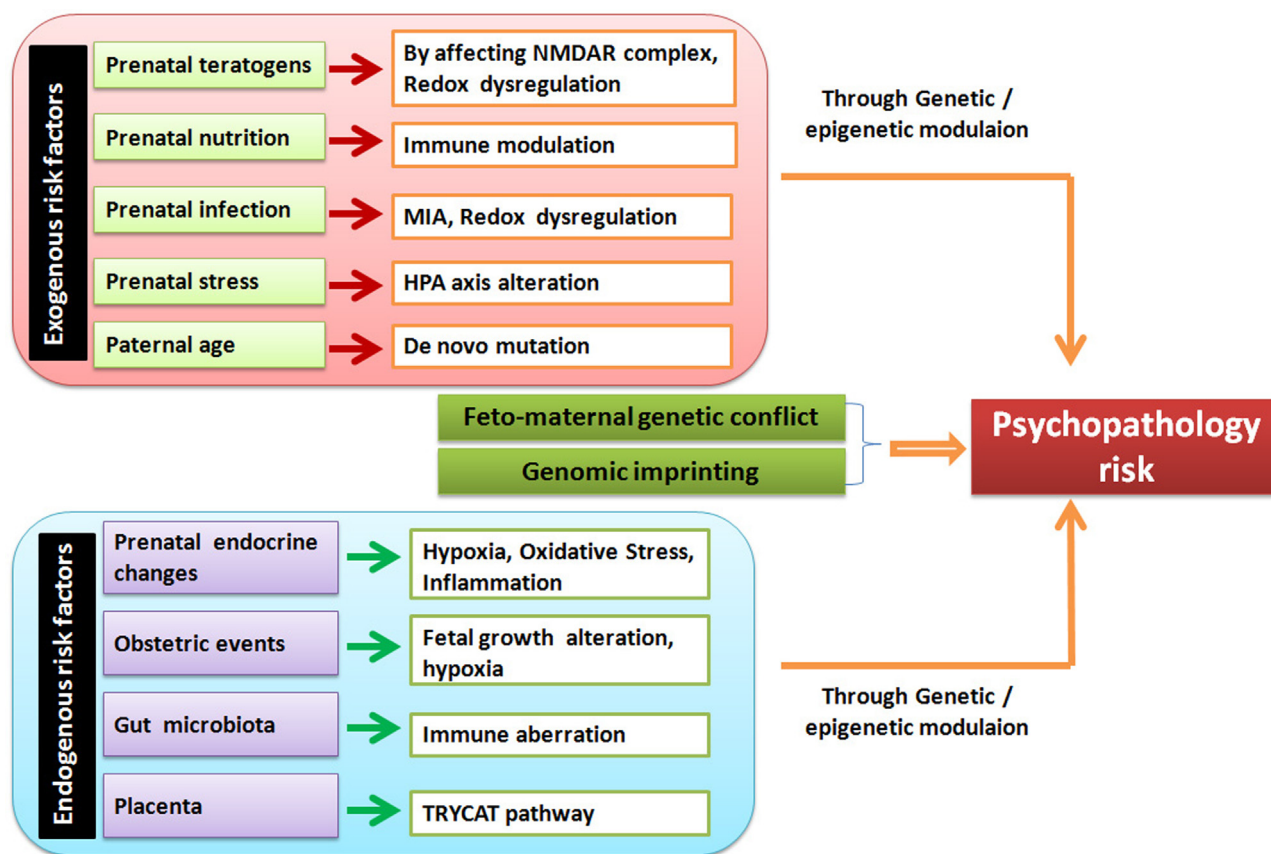 Exogenous risk factors
Prenatal teratogens
By affecting NMDAR complex,
Redox dysregulation
Prenatal nutrition
Immune modulation
Prenatal infection
MIA, Redox dysregulation
Prenatal stress
HPA axis alteration
Paternal age
De novo mutation
Through Genetic /
epigenetic modulaion
Feto-maternal genetic conflict
Genomic imprinting
Psychopathology
risk
Endogenous risk factors
Prenatal endocrine
changes
Hypoxia, Oxidative Stress,
Inflammation
Obstetric events
Fetal growth alteration,
hypoxia
Gut microbiota
Immune aberration
Placenta
TRYCAT pathway
Through Genetic /
epigenetic modulaion